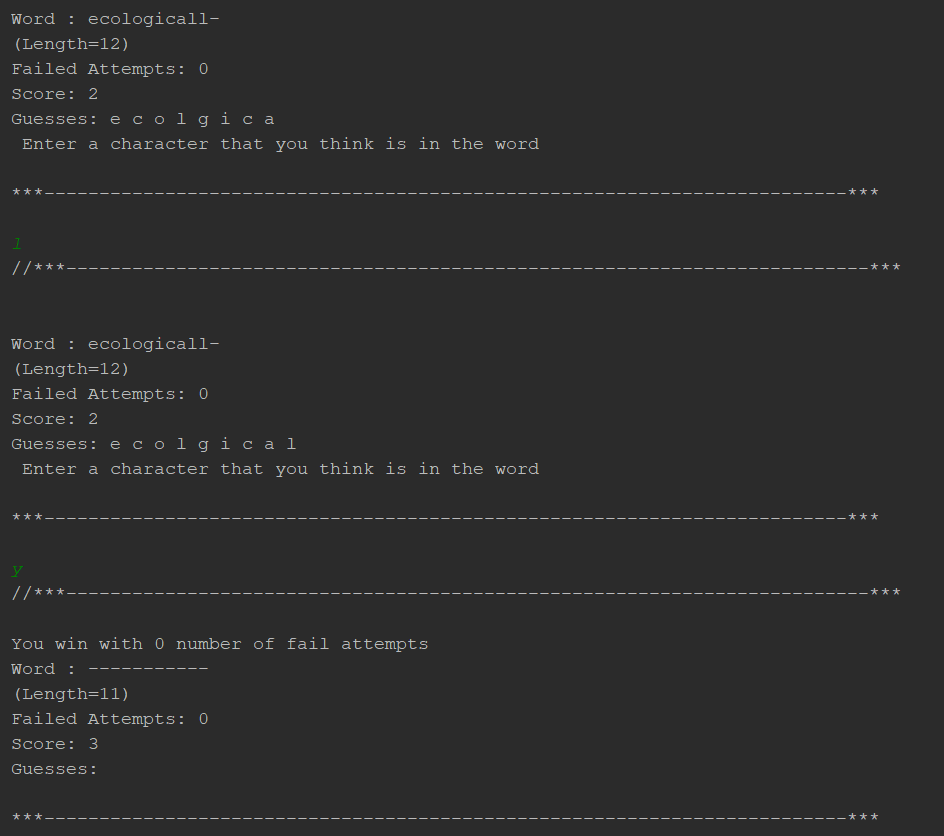 Word : ecologicall-
(Length=12)
Failed Attempts: 0
Score: 2
Guesses: e c o l g i c a
 Enter a character that you think is in the word
***-------------------------------------------------------------------------***
l
//***-------------------------------------------------------------------------***
Word : ecologicall-
(Length=12)
Failed Attempts: 0
Score: 2
Guesses: e c o l g i c a l
 Enter a character that you think is in the word
***-------------------------------------------------------------------------***
y
//***-------------------------------------------------------------------------***
You win with 0 number of fail attempts
Word : -----------
(Length=11)
Failed Attempts: 0
Score: 3
Guesses:
***-------------------------------------------------------------------------***